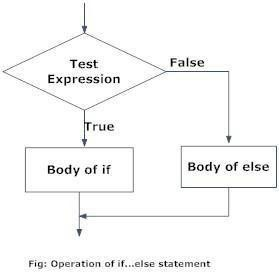 Test
Expression
False
True
Body of if
Body of else
Fig: Operation of if...else statement